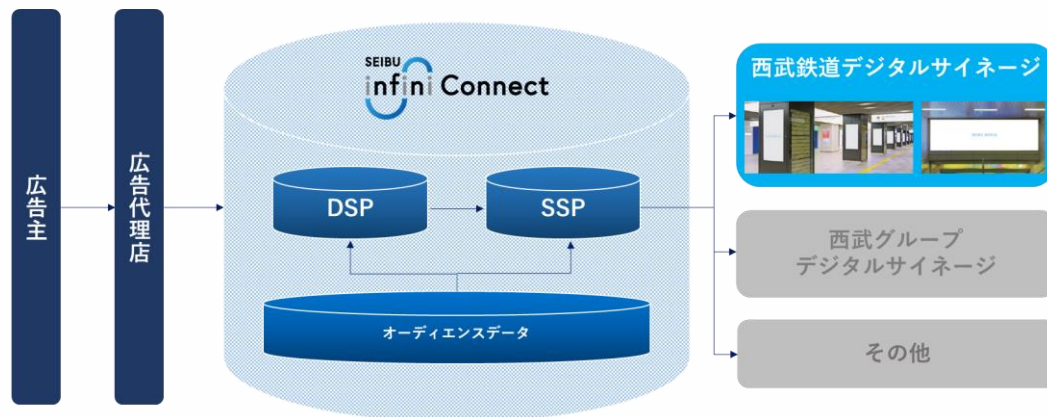 広告主
広告代理店
SEIBU
infini Connect
DSP
SSP
オーディエンスデータ
西武鉄道デジタルサイネージ
西武グループ
デジタルサイネージ
その他